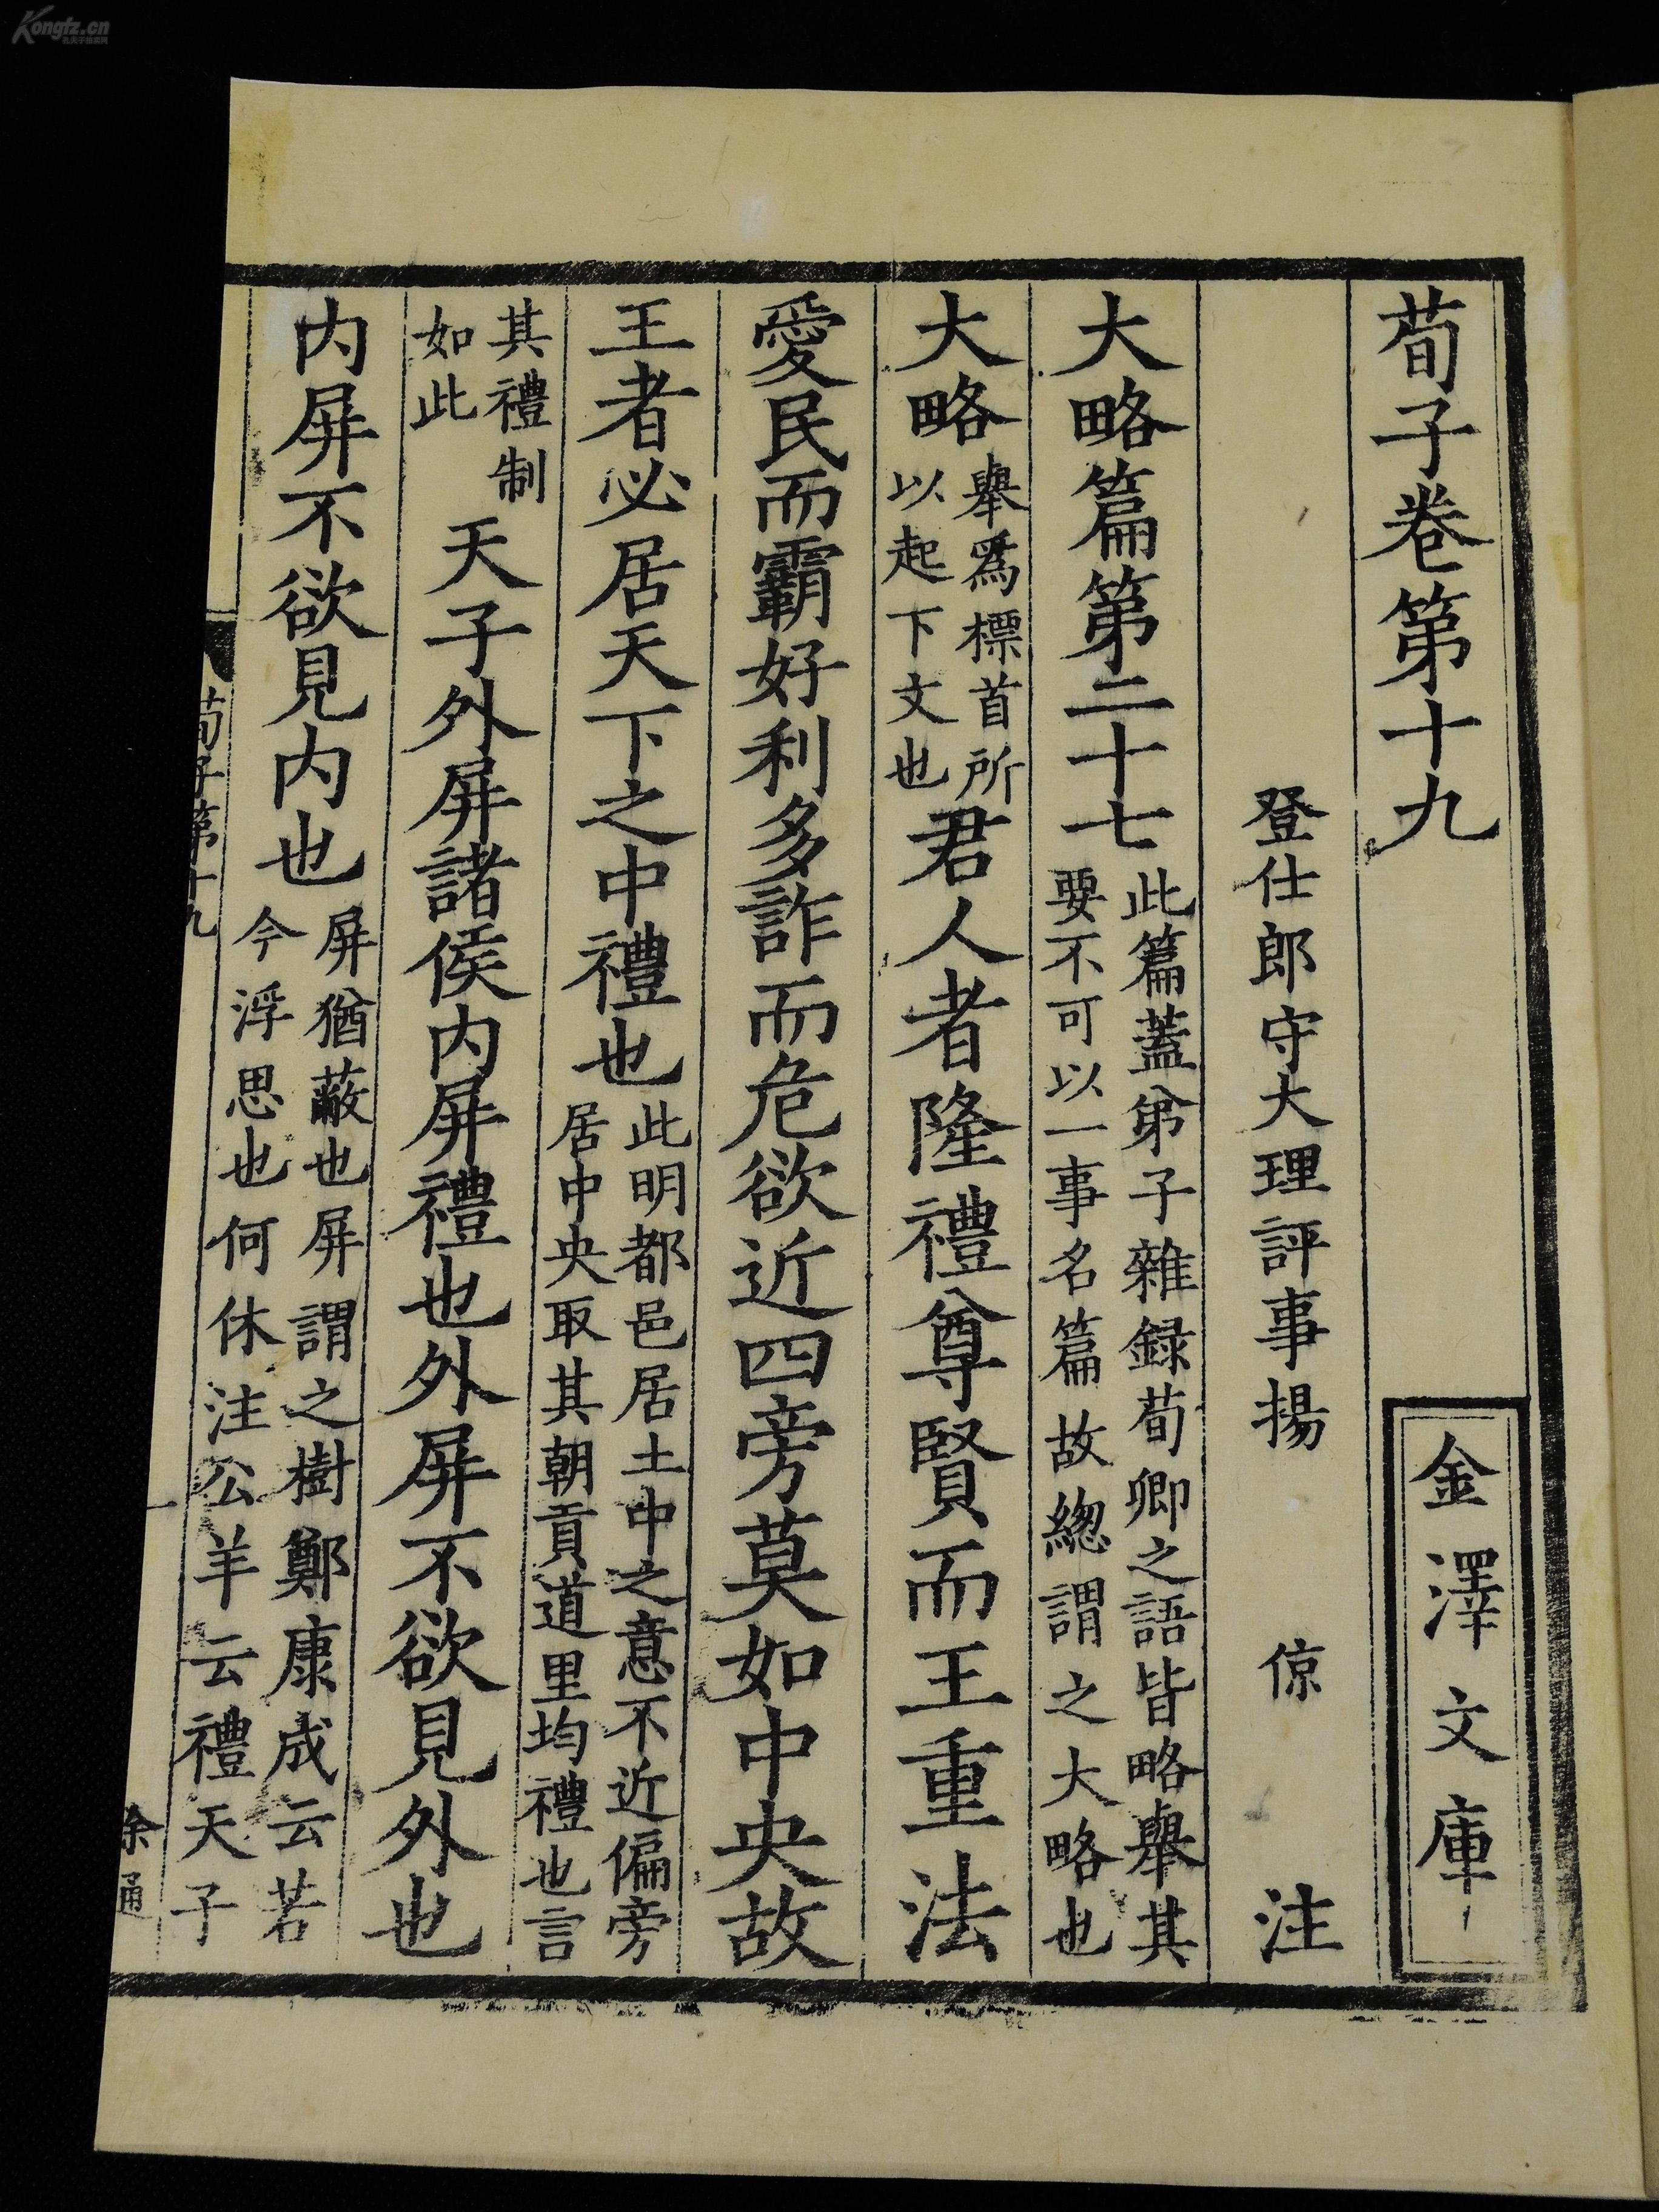 荀子卷第十九
金澤文庫
登仕郎守大理評事揚 倞 注
大略篇第二十七 此篇蓋弟子雜録荀卿之語皆略舉其
要不可以一事名篇故緫謂之大略也
大略 舉爲標首所
以起下文也 君人者隆禮尊賢而王重法
愛民而霸好利多詐而危欲近四旁莫如中央故
王者必居天下之中禮也 此明都邑居土中之意不近偏旁
居中央取其朝貢道里均禮也言
其禮制
如此 天子外屏諸侯内屏禮也外屏不欲見外也
内屏不欲見内也 屏猶蔽也屏謂之樹鄭康成云若
今浮思也何休注公羊云禮天子
荀子第十九
一
余通
Kongfz.cn